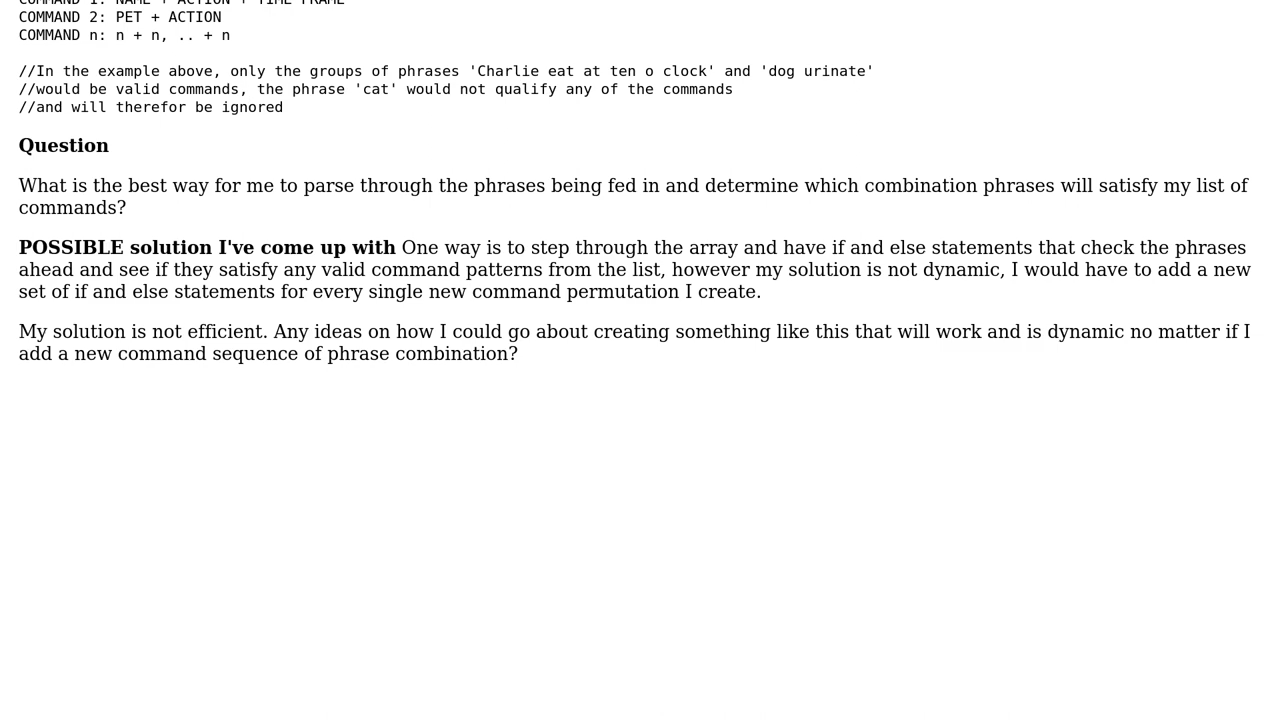 COMMAND 1: NAME + ACTION + TIME FRAME
COMMAND 2: PET + ACTION
COMMAND n: n + n, .. + n
//In the example above, only the groups of phrases 'Charlie eat at ten o clock' and 'dog urinate'
//would be valid commands, the phrase 'cat' would not qualify any of the commands
//and will therefor be ignored
Question
What is the best way for me to parse through the phrases being fed in and determine which combination phrases will satisfy my list of
commands?
POSSIBLE solution I've come up with One way is to step through the array and have if and else statements that check the phrases
ahead and see if they satisfy any valid command patterns from the list, however my solution is not dynamic, I would have to add a new
set of if and else statements for every single new command permutation I create.
My solution is not efficient. Any ideas on how I could go about creating something like this that will work and is dynamic no matter if I
add a new command sequence of phrase combination?